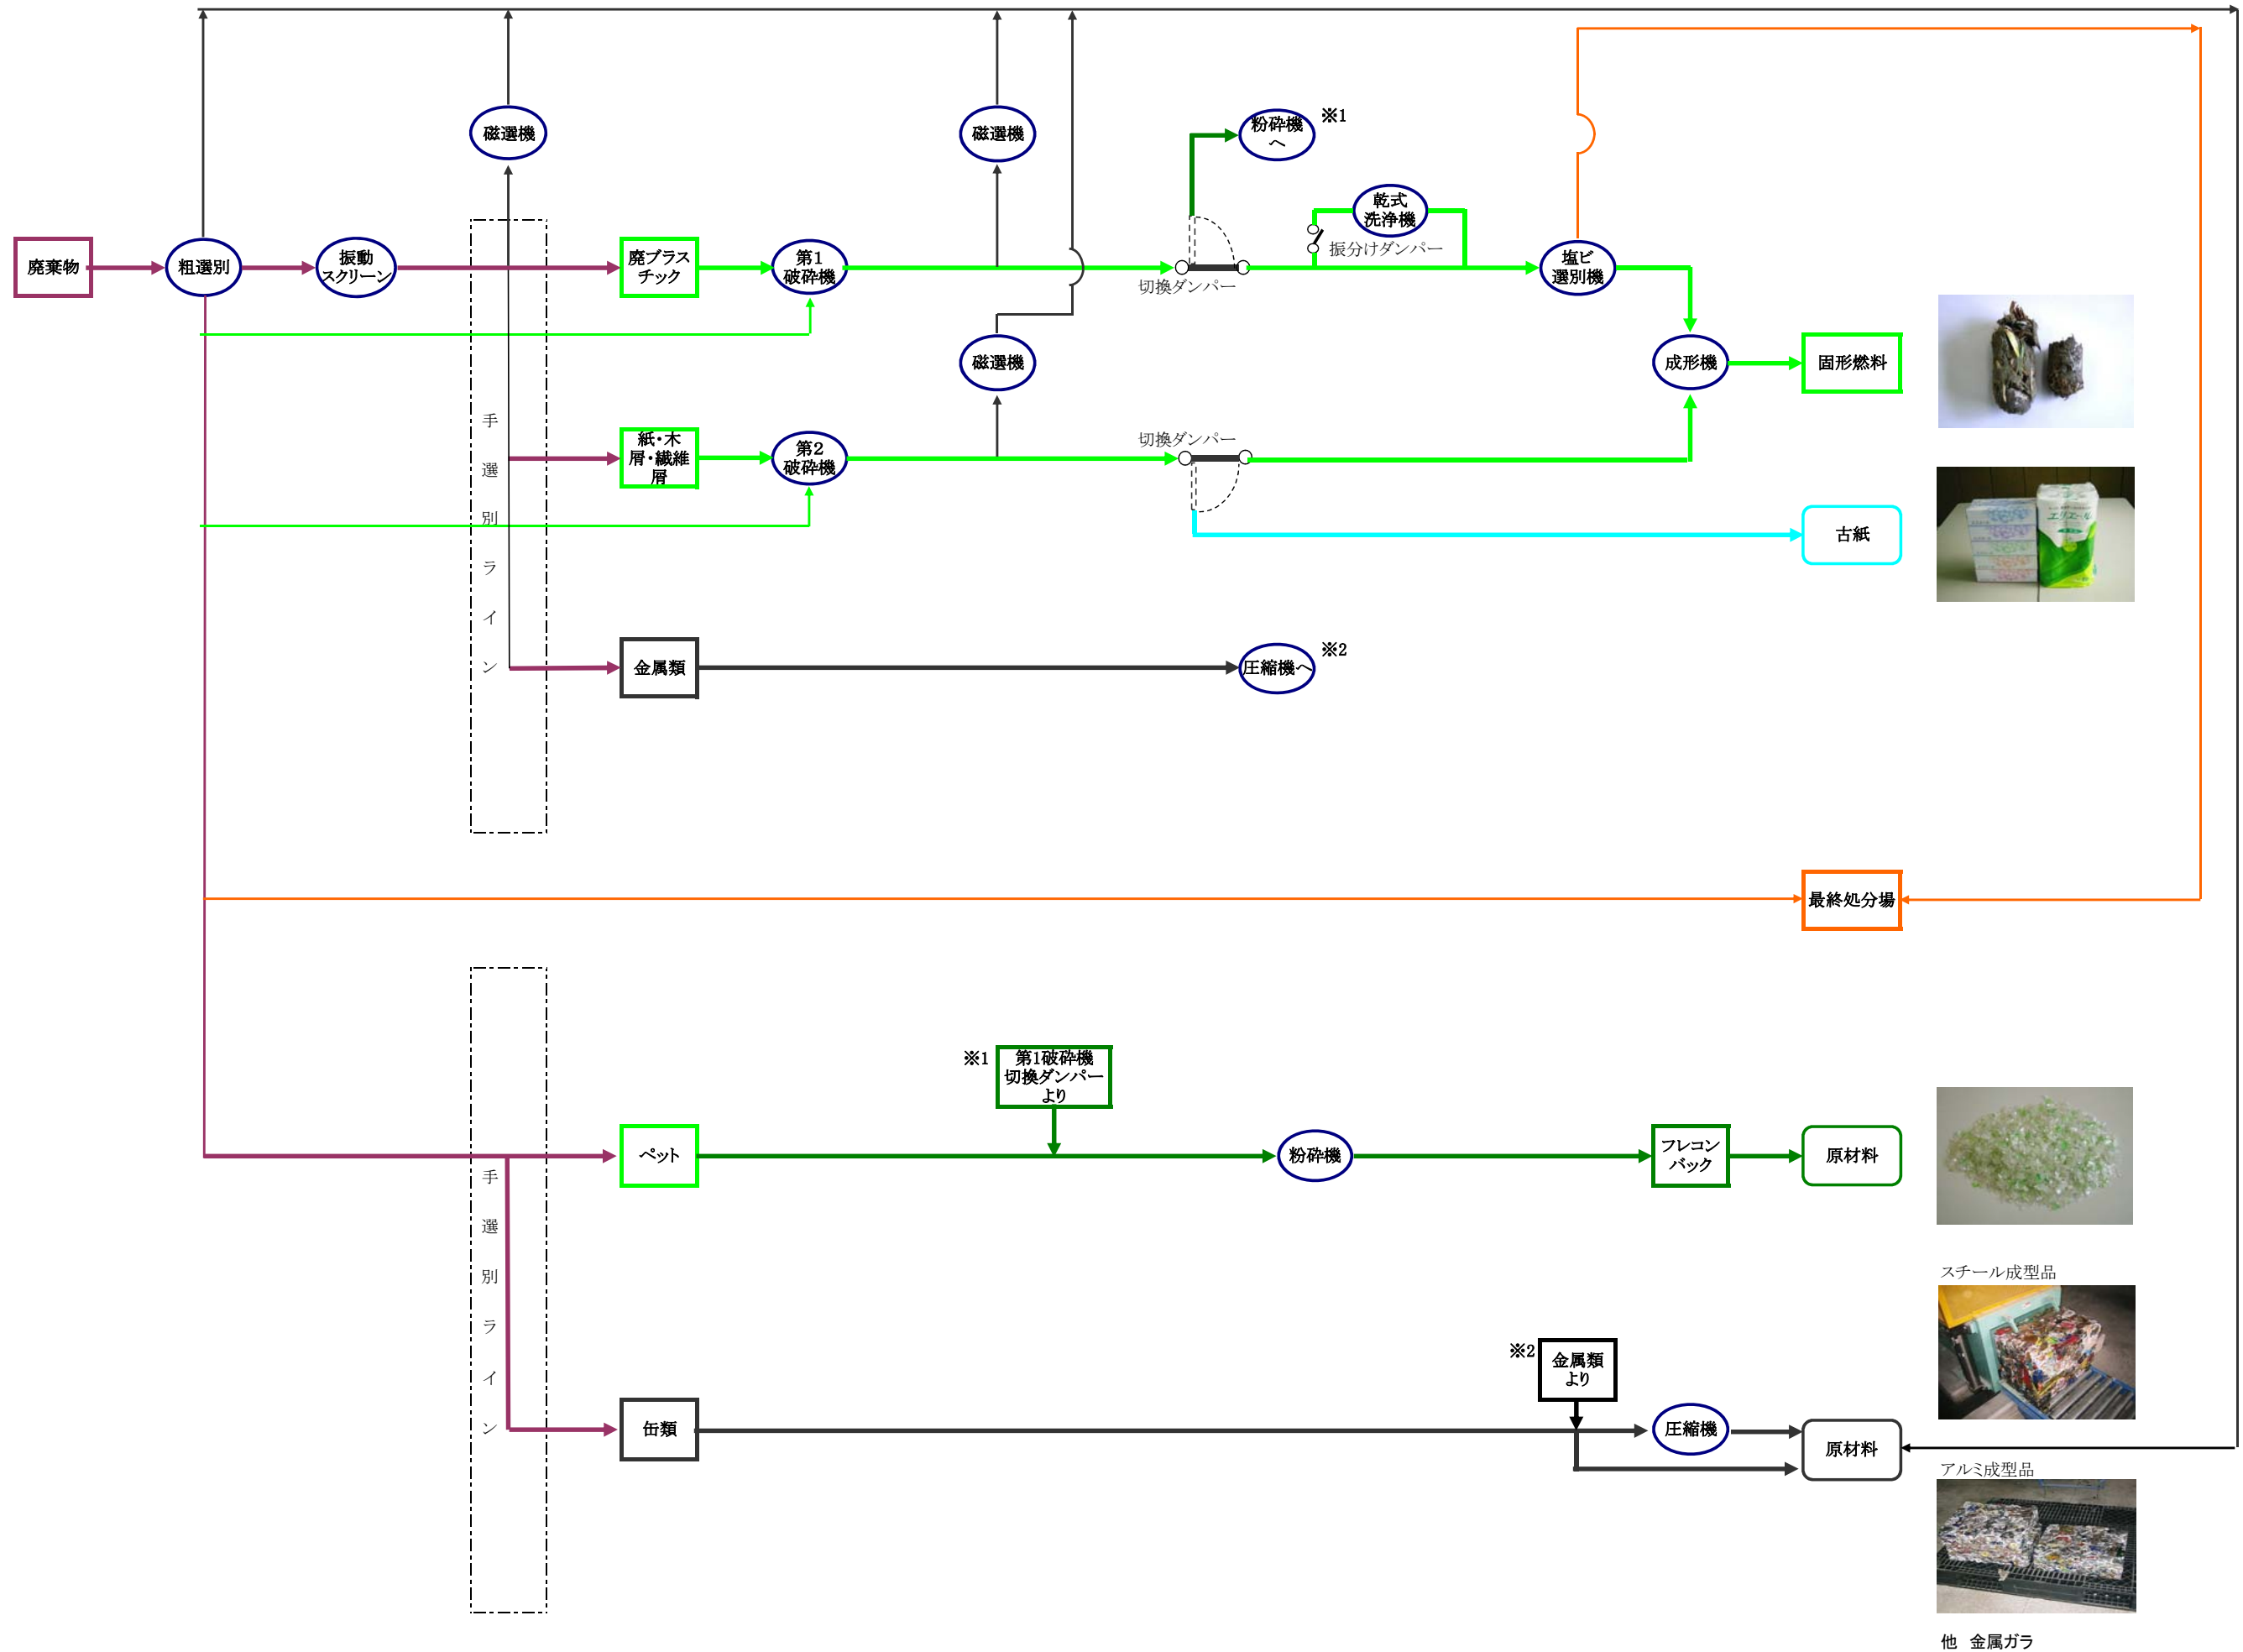 磁選機
磁選機
粉砕機
へ
※1
乾式
洗浄機
振分けダンパー
廃棄物
粗選別
振動
スクリーン
廃プラス
チック
第1
破砕機
切換ダンパー
塩ビ
選別機
磁選機
成形機
固形燃料
手選別ライン
紙・木
屑・繊維
屑
第2
破砕機
切換ダンパー
エリエール
古紙
金属類
圧縮機へ
※2
最終処分場
※1
第1破砕機
切換ダンパー
より
手選別ライン
ペット
粉砕機
フレコン
バック
原材料
スチール成型品
※2
金属類
より
缶類
圧縮機
原材料
アルミ成型品
他 金属ガラ